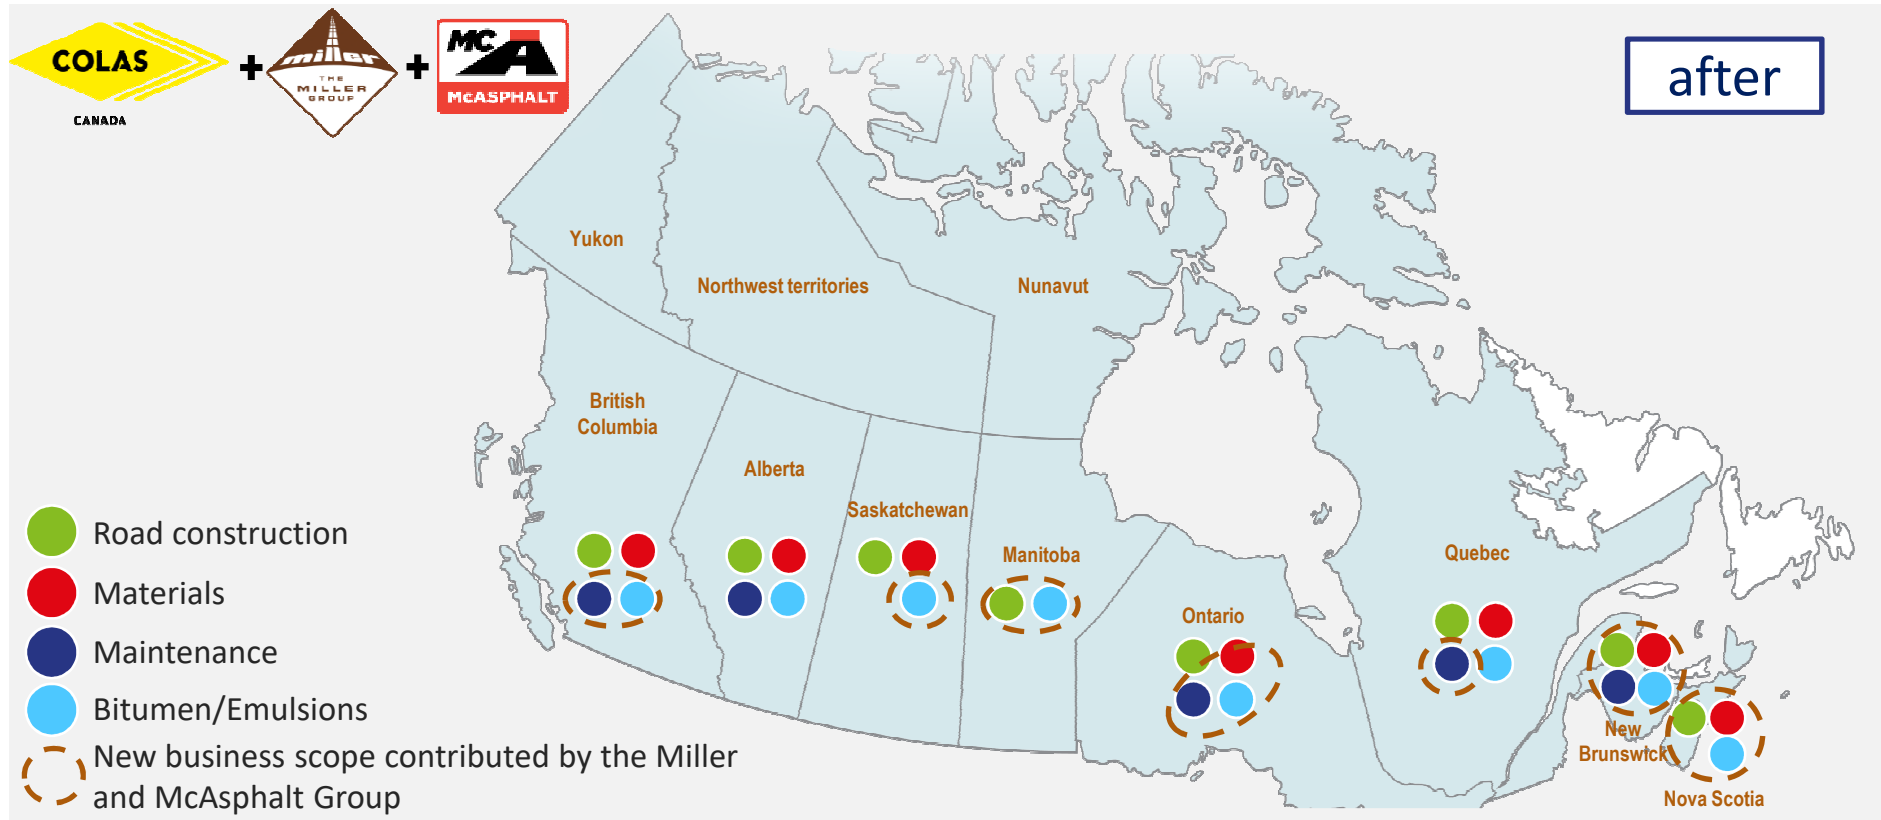 COLAS
CANADA
+
miller
THE
MILLER
GROUP
+
MC
A
MCASPHALT
after
Yukon
Northwest territories
Nunavut
British
Columbia
Alberta
Saskatchewan
Manitoba
Ontario
Quebec
New
Brunswick
Nova Scotia
Road construction
Materials
Maintenance
Bitumen/Emulsions
New business scope contributed by the Miller
and McAsphalt Group